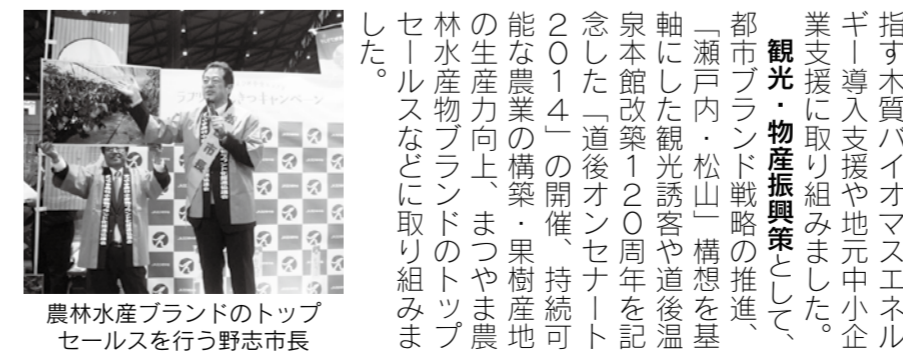 指す木質バイオマスエネル
ギー導入支援や地元中小企
業支援に取り組みました。
観光・物産振興策として、
都市ブランド戦略の推進、
「瀬戸内・松山」構想を基
軸にした観光誘客や道後温
泉本館改築120周年を記
念した「道後オンセナート
2014」の開催、持続可
能な農業の構築・果樹産地
の生産力向上、まつやま農
林水産物ブランドのトップ
セールスなどに取り組みま
した。
農林水産ブランドのトップ
セールスを行う野志市長